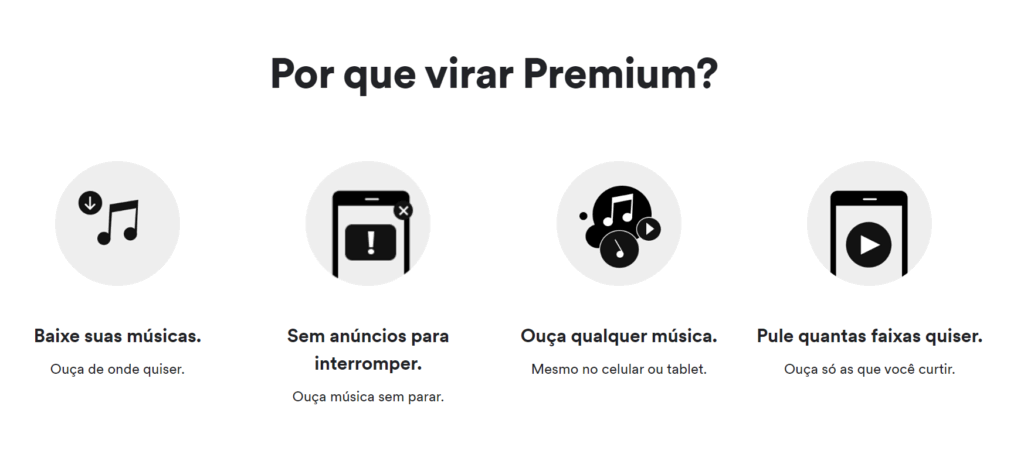 Por que virar Premium?
Baixe suas músicas.
Ouça de onde quiser.
Sem anúncios para
interromper.
Ouça música sem parar.
Ouça qualquer música.
Mesmo no celular ou tablet.
Pule quantas faixas quiser.
Ouça só as que você curtir.